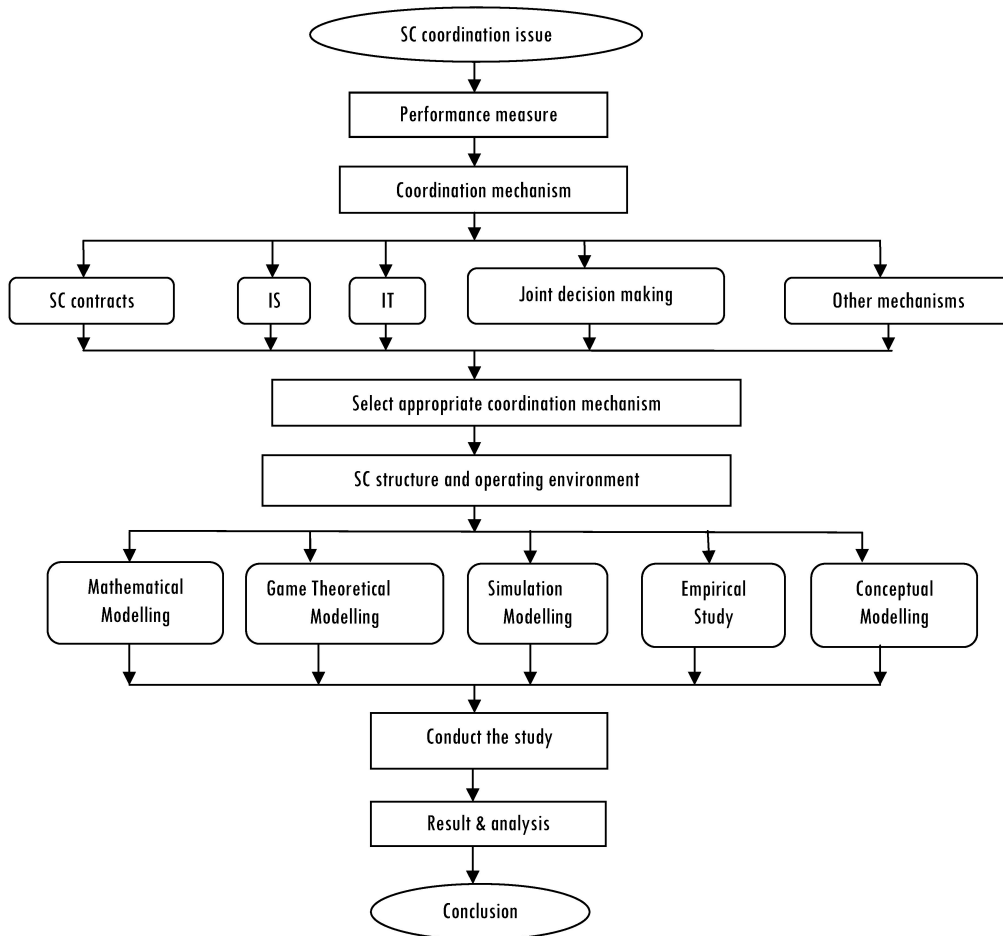 SC coordination issue
Performance measure
Coordination mechanism
SC contracts
IS
IT
Joint decision making
Other mechanisms
Select appropriate coordination mechanism
SC structure and operating environment
Mathematical
Modelling
Game Theoretical
Modelling
Simulation
Modelling
Empirical
Study
Conceptual
Modelling
Conduct the study
Result & analysis
Conclusion